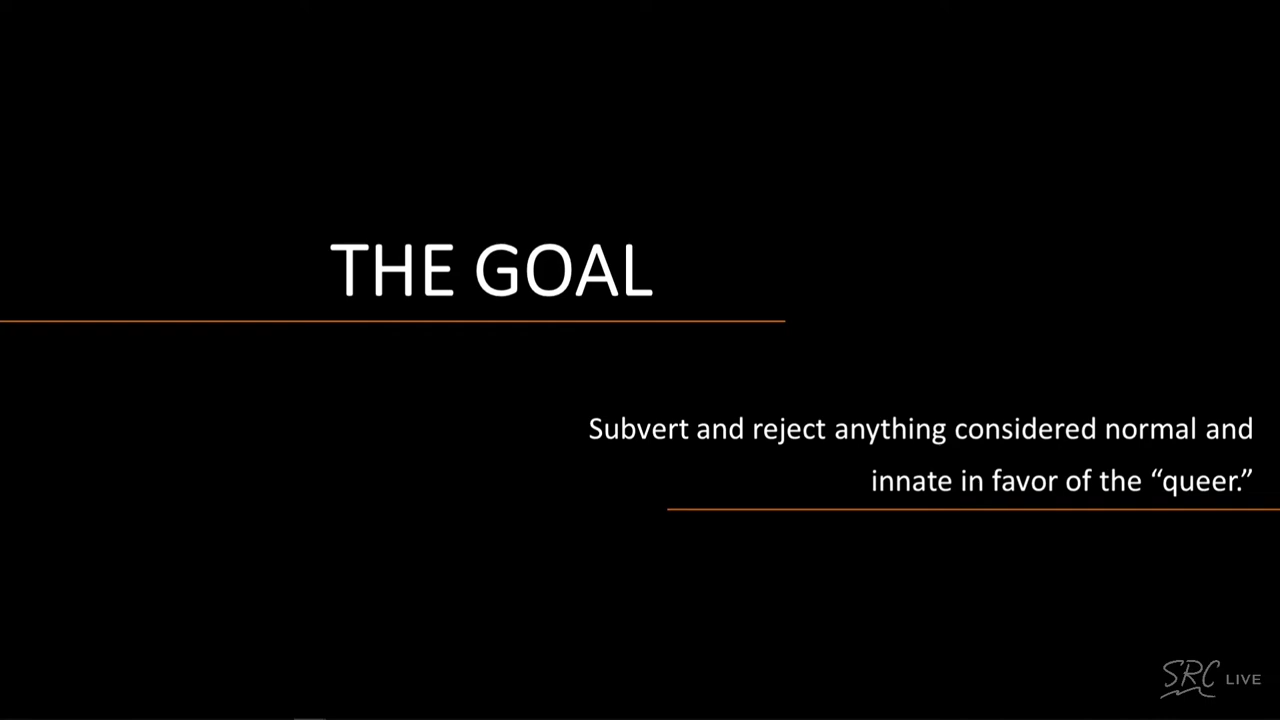 THE GOAL
Subvert and reject anything considered normal and
innate in favor of the “queer.”
SRC LIVE